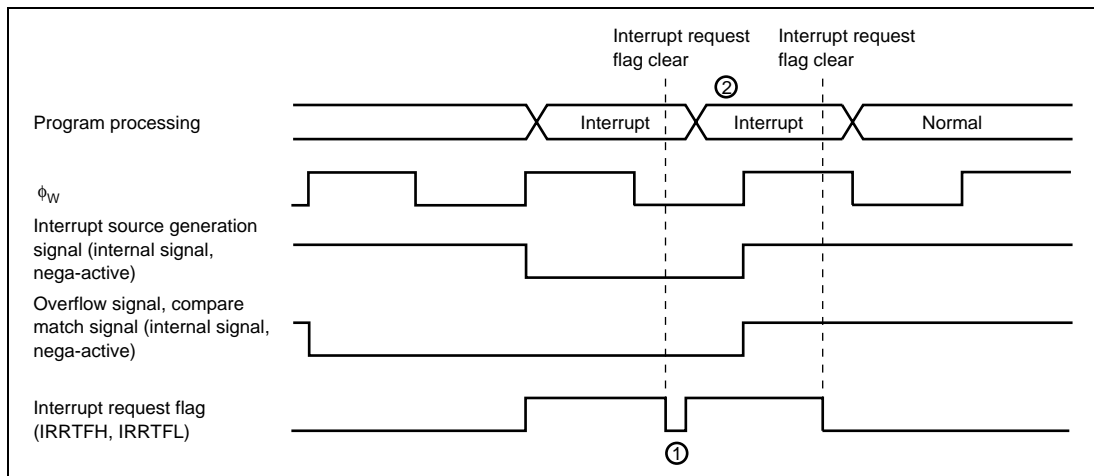 Interrupt request
flag clear
Interrupt request
flag clear
②
Program processing
Interrupt
Interrupt
Normal
ϕW
Interrupt source generation
signal (internal signal,
nega-active)
Overflow signal, compare
match signal (internal signal,
nega-active)
Interrupt request flag
(IRRTFH, IRRTFL)
①